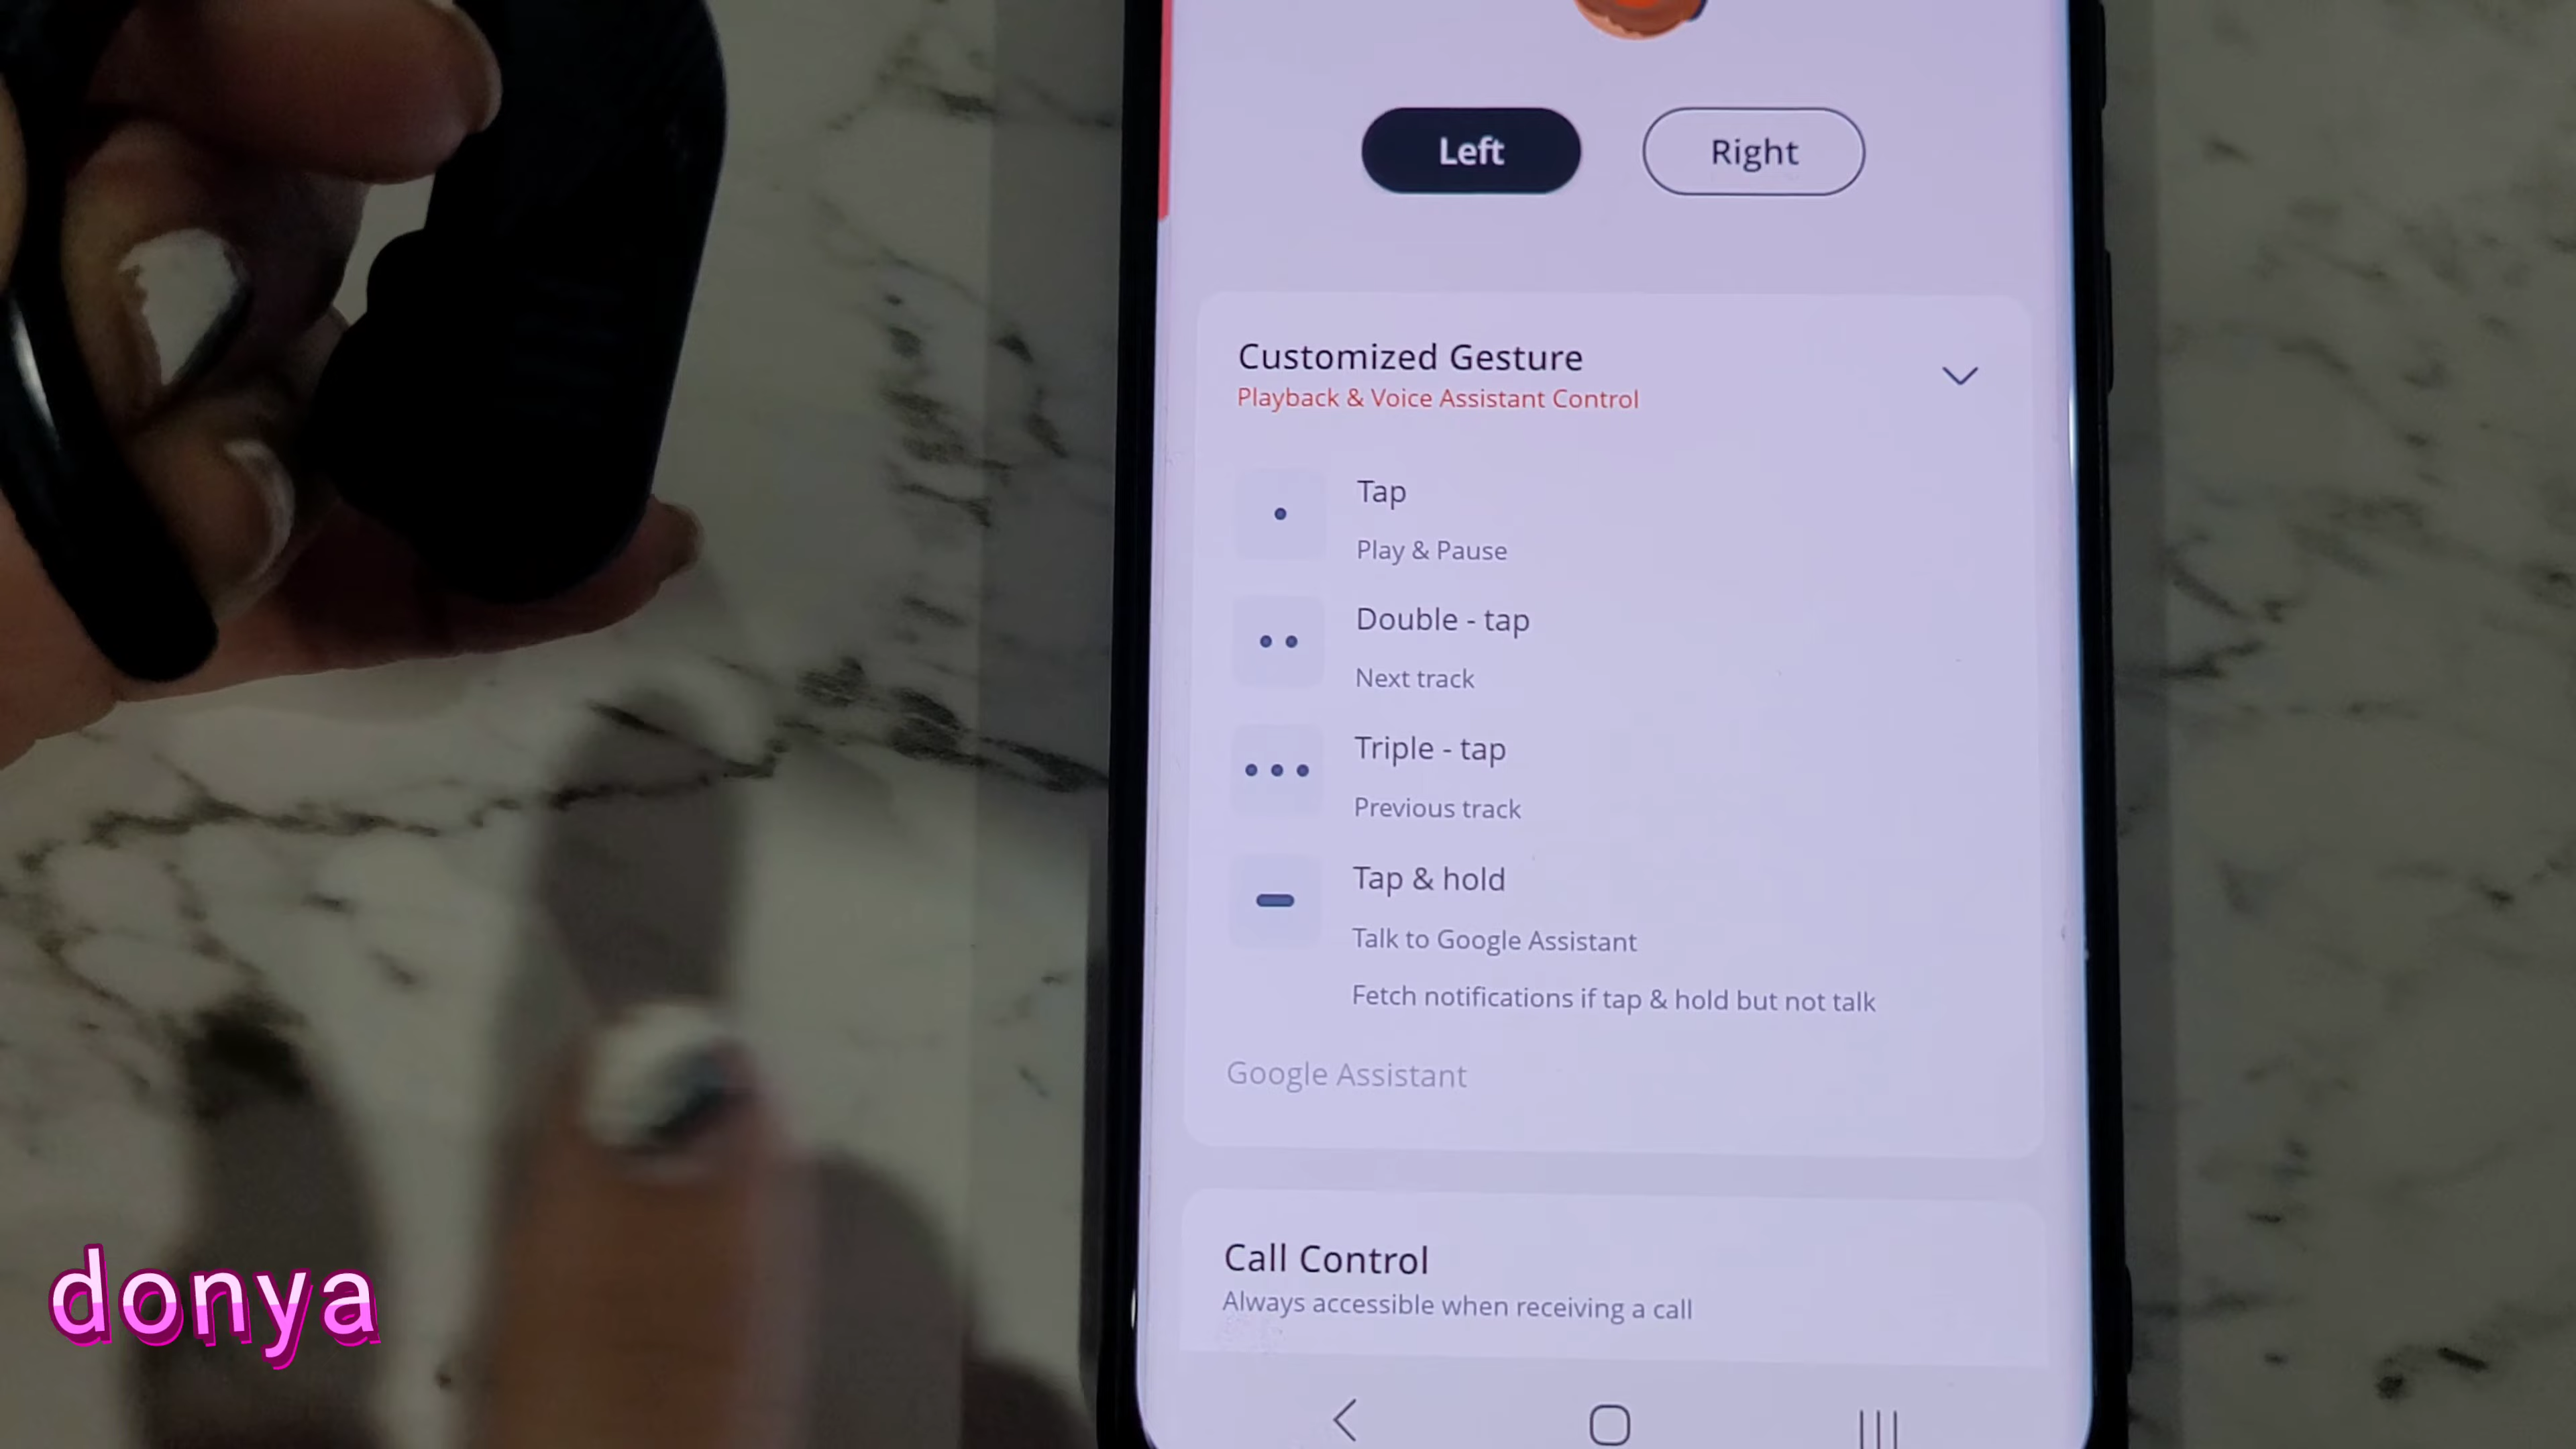 Left
Right
Customized Gesture
Playback & Voice Assistant Control
Tap
Play & Pause
Double - tap
Next track
Triple - tap
Previous track
Tap & hold
Talk to Google Assistant
Fetch notifications if tap & hold but not talk
Google Assistant
Call Control
Always accessible when receiving a call
donya